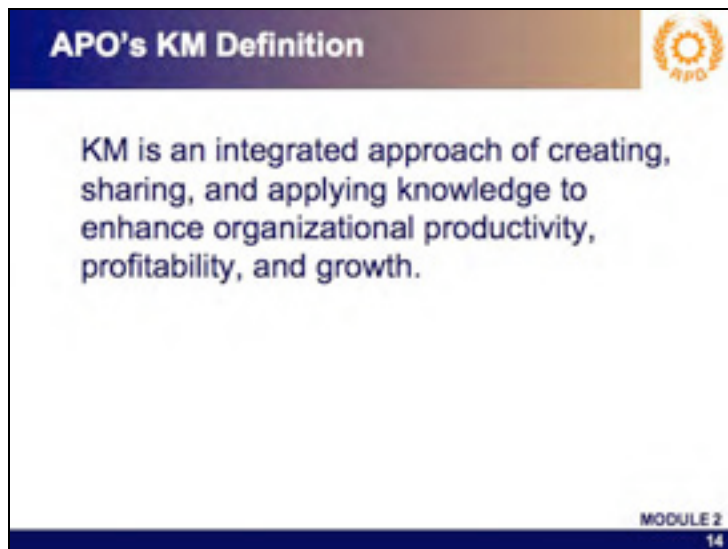 APO's KM Definition
APO
KM is an integrated approach of creating,
sharing, and applying knowledge to
enhance organizational productivity,
profitability, and growth.
MODULE 2
14